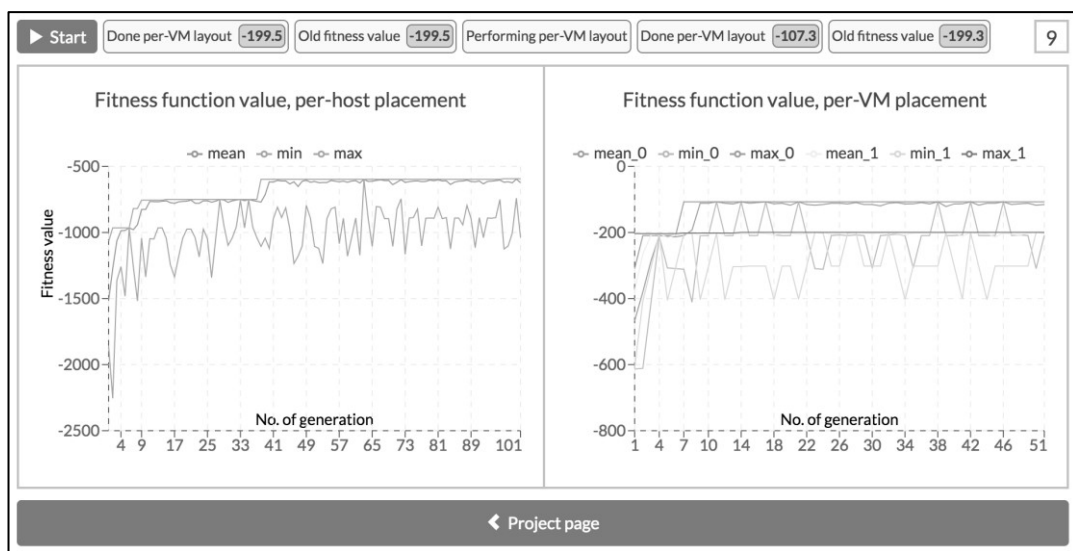 Start
Done per-VM layout -199.5
Old fitness value -199.5
Performing per-VM layout
Done per-VM layout -107.3
Old fitness value -199.3
9
Fitness function value, per-host placement
mean min max
-500
-1000
-1500
-2000
-2500
Fitness value
No. of generation
4 9 17 25 33 41 49 57 65 73 81 89 101
Fitness function value, per-VM placement
mean_0 min_0 max_0 mean_1 min_1 max_1
0
-200
-400
-600
-800
No. of generation
1 4 7 10 14 18 22 26 30 34 38 42 46 51
Project page